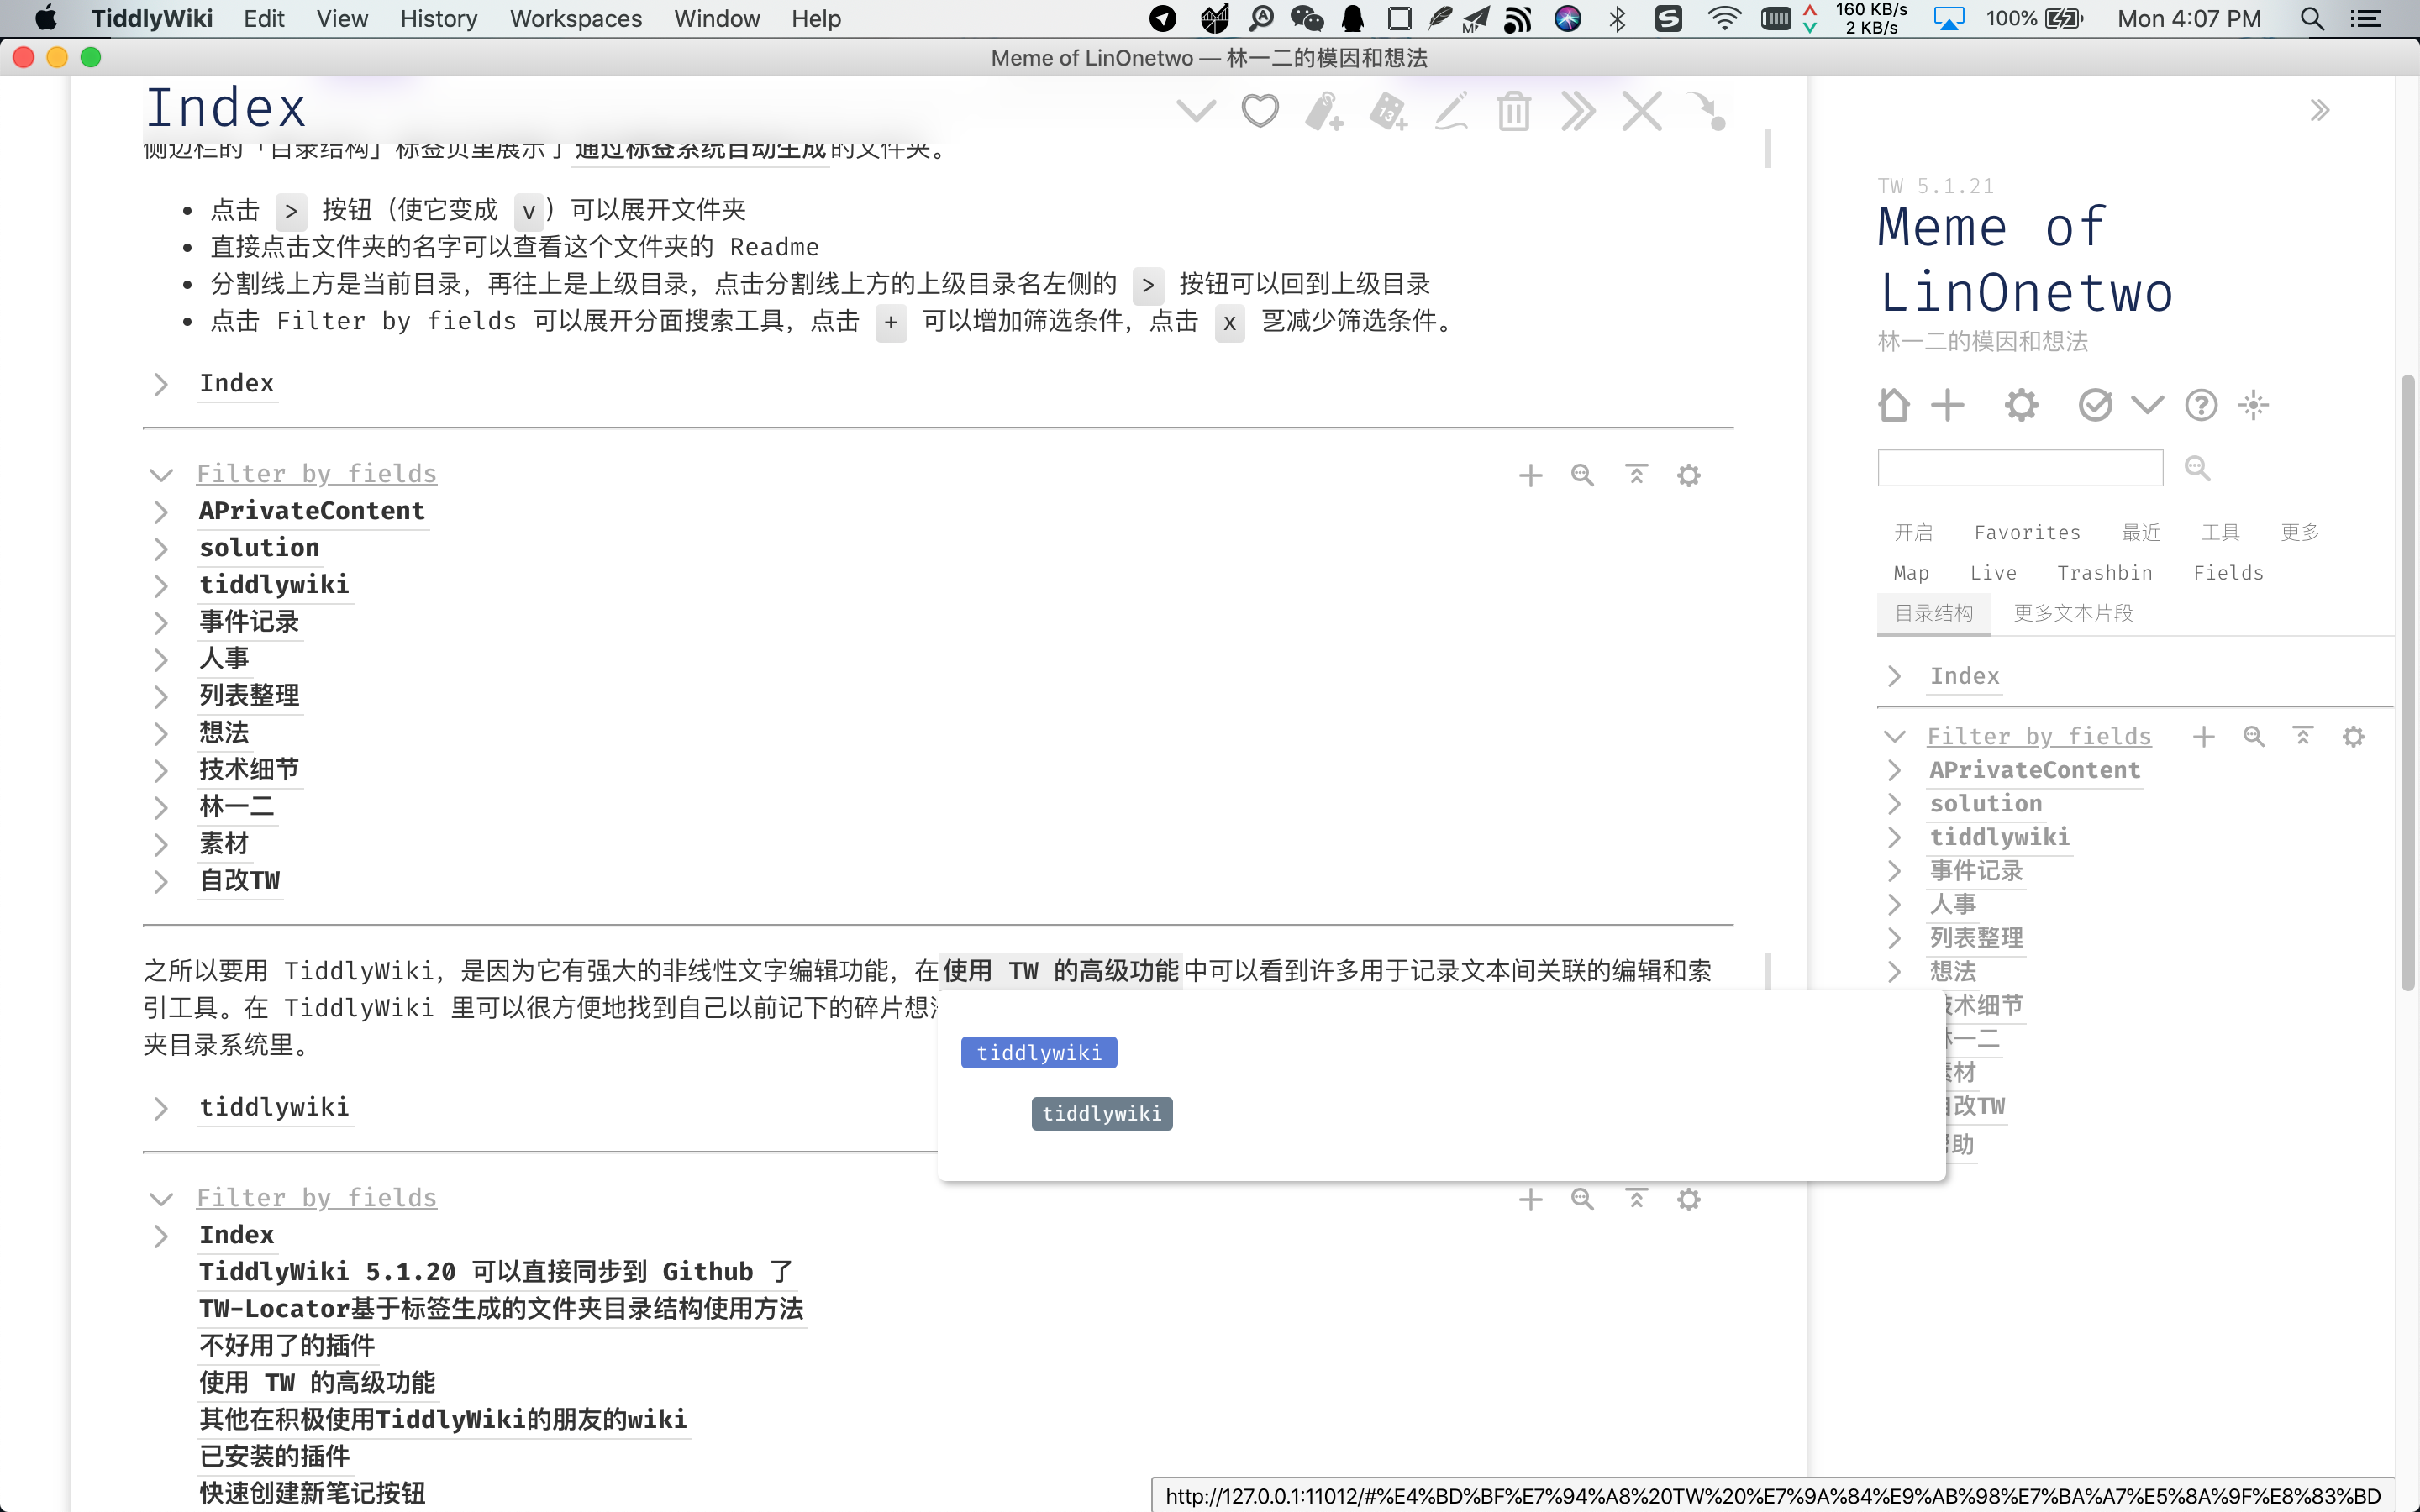 TiddlyWiki Edit View History Workspaces Window Help
160 KB/s
2 KB/s
100% Mon 4:07 PM
Meme of LinOnetwo — 林一二的模因和想法
Index
侧边栏的「目录结构」标签页里展示了通过标签系统自动生成的文件夹。
点击 > 按钮（使它变成 v）可以展开文件夹
直接点击文件夹的名字可以查看这个文件夹的 Readme
分割线上方是当前目录，再往上是上级目录，点击分割线上方的上级目录名左侧的 > 按钮可以回到上级目录
点击 Filter by fields 可以展开分面搜索工具，点击 + 可以增加筛选条件，点击 x 减少筛选条件。
Index
Filter by fields
APrivateContent
solution
tiddlywiki
事件记录
人事
列表整理
想法
技术细节
林一二
素材
自改TW
之所以要用 TiddlyWiki，是因为它有强大的非线性文字编辑功能，在使用 TW 的高级功能中可以看到许多用于记录文本间关联的编辑和索
引工具。在 TiddlyWiki 里可以很方便地找到自己以前记下的碎片想
夹目录系统里。
tiddlywiki
tiddlywiki
tiddlywiki
Filter by fields
Index
TiddlyWiki 5.1.20 可以直接同步到 Github 了
TW-Locator基于标签生成的文件夹目录结构使用方法
不好用了的插件
使用 TW 的高级功能
其他在积极使用TiddlyWiki的朋友的wiki
已安装的插件
快速创建新笔记按钮
TW 5.1.21
Meme of
LinOnetwo
林一二的模因和想法
开启 Favorites 最近 工具 更多
Map Live Trashbin Fields
目录结构 更多文本片段
Index
Filter by fields
APrivateContent
solution
tiddlywiki
事件记录
人事
列表整理
想法
术细节
一二
材
改TW
助
http://127.0.0.1:11012/#%E4%BD%BF%E7%94%A8%20TW%20%E7%9A%84%E9%AB%98%E7%BA%A7%E5%8A%9F%E8%83%BD